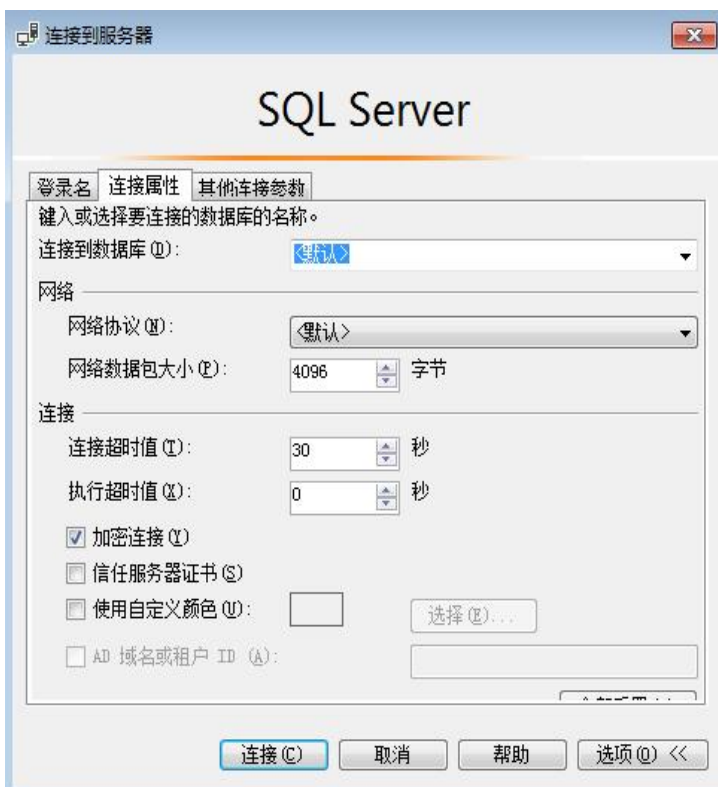 连接到服务器
SQL Server
登录名 连接属性 其他连接参数
键入或选择要连接的数据库的名称。
连接到数据库(D): <默认>
网络
网络协议(N): <默认>
网络数据包大小(P): 4096 字节
连接
连接超时值(T): 30 秒
执行超时值(X): 0 秒
加密连接(Y)
信任服务器证书(S)
使用自定义颜色(U): 选择(E)...
AD 域名或租户 ID (A):
连接(C) 取消 帮助 选项(O) <<